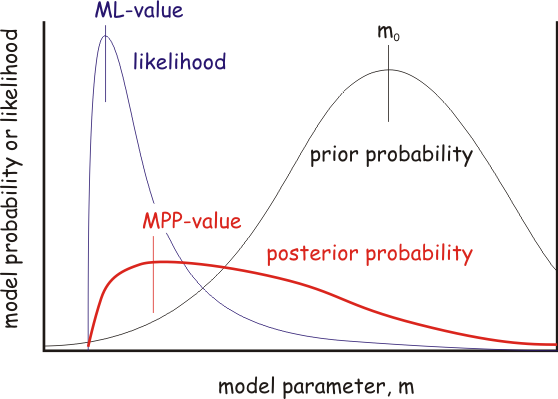 ML-value
m₀
likelihood
prior probability
MPP-value
posterior probability
model probability or likelihood
model parameter, m